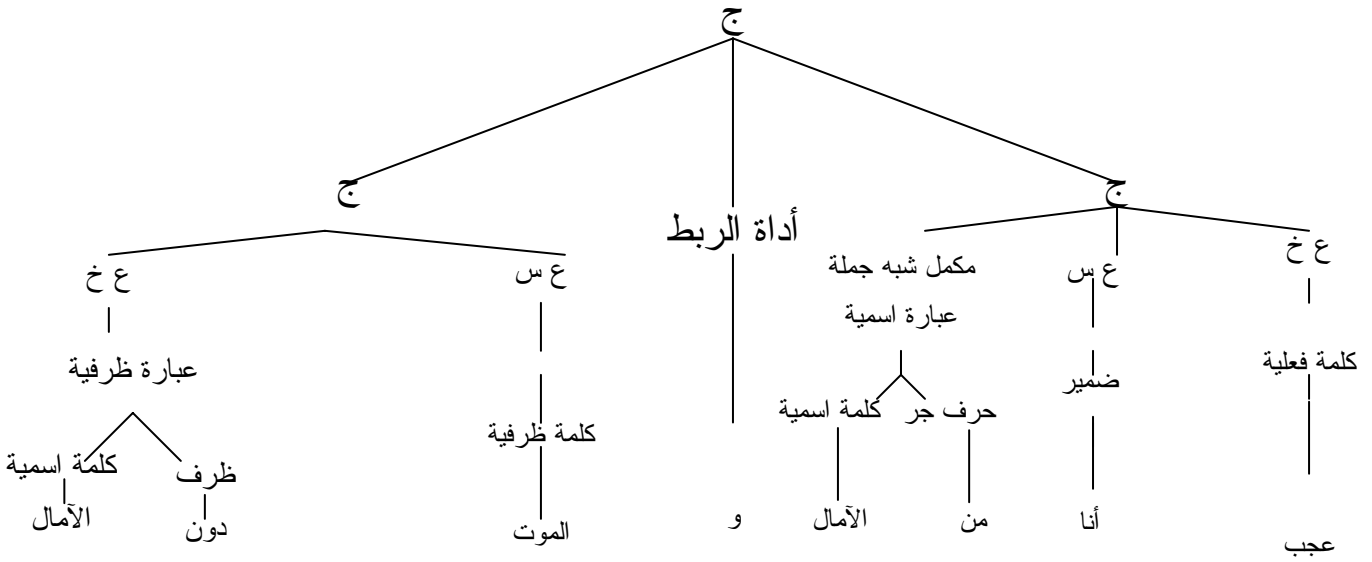 ج
ج أداة الربط ج
ع خ ع س مكمل شبه جملة ع س ع خ
عبارة اسمية
كلمة فعلية ضمير عبارة ظرفية
حرف جر كلمة اسمية كلمة ظرفية ظرف كلمة اسمية
عجب أنا من الآمال و الموت دون الآمال